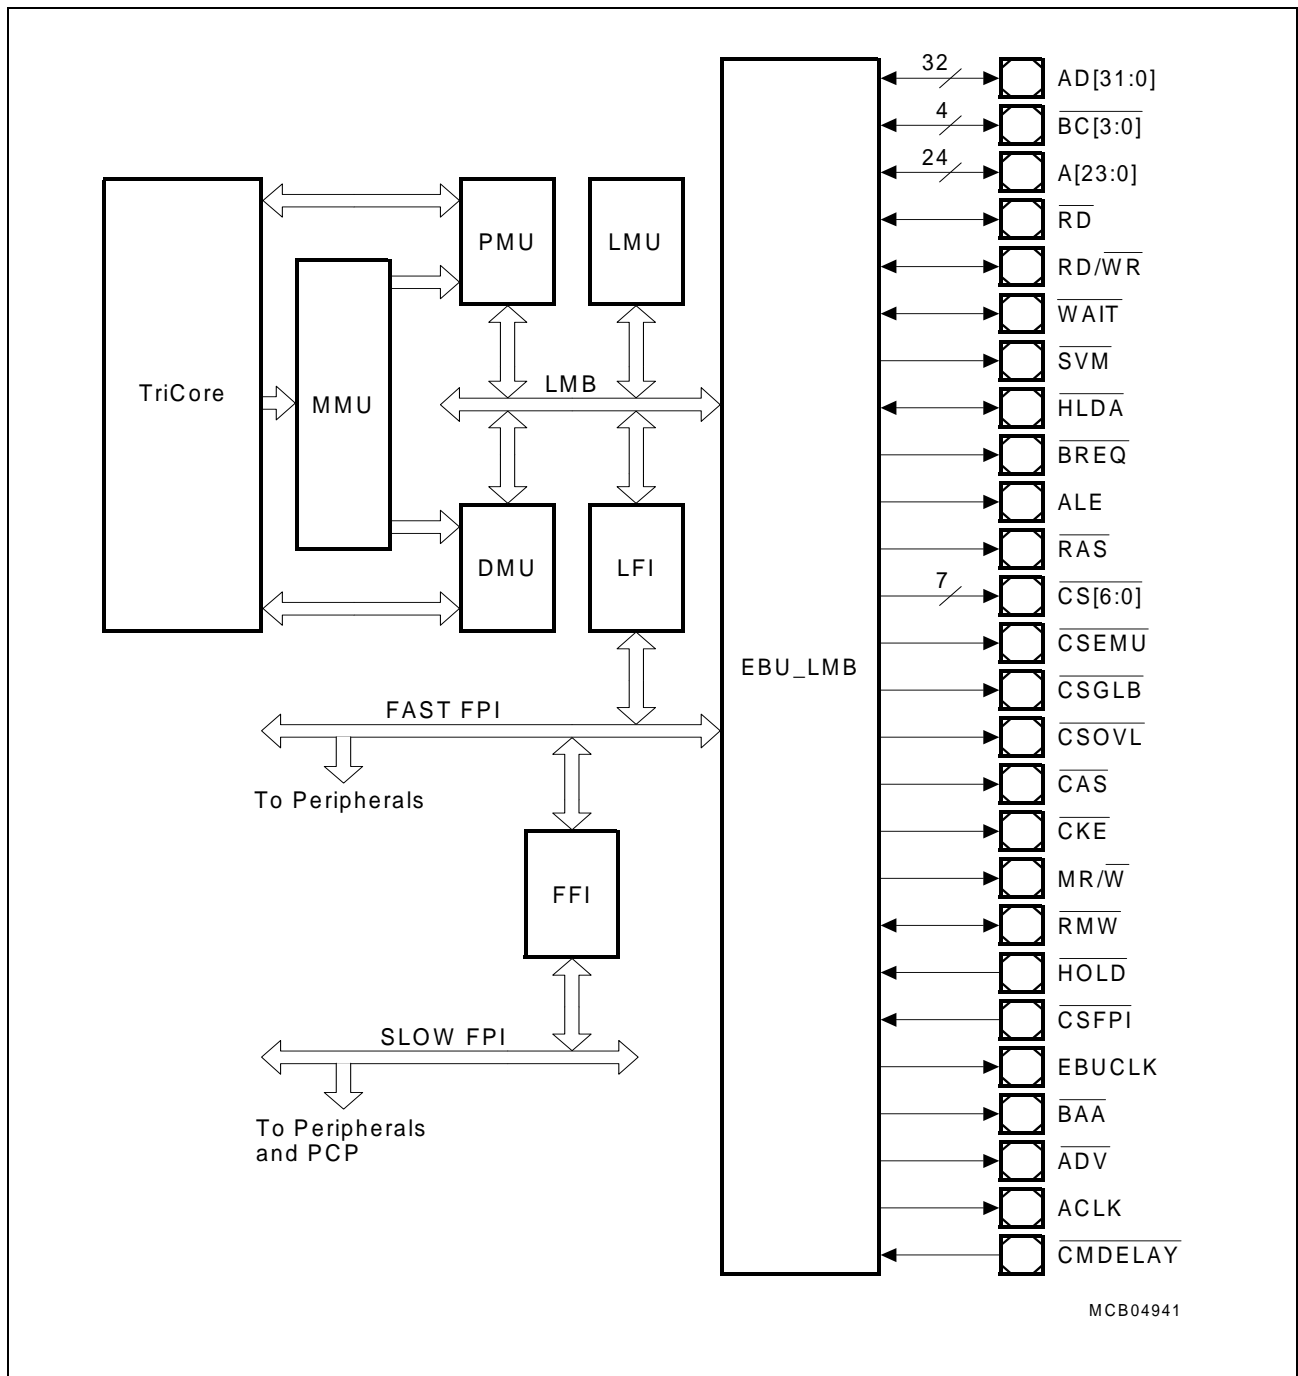 32
AD[31:0]
4
BC[3:0]
24
A[23:0]
RD
RD/WR
WAIT
SVM
HLDA
BREQ
ALE
RAS
7
CS[6:0]
CSEMU
CSGLB
CSOVL
CAS
CKE
MR/W
RMW
HOLD
CSFPI
EBUCLK
BAA
ADV
ACLK
CMDELAY
TriCore
MMU
PMU
LMU
LMB
DMU
LFI
EBU_LMB
FAST FPI
To Peripherals
FFI
SLOW FPI
To Peripherals
and PCP
MCB04941